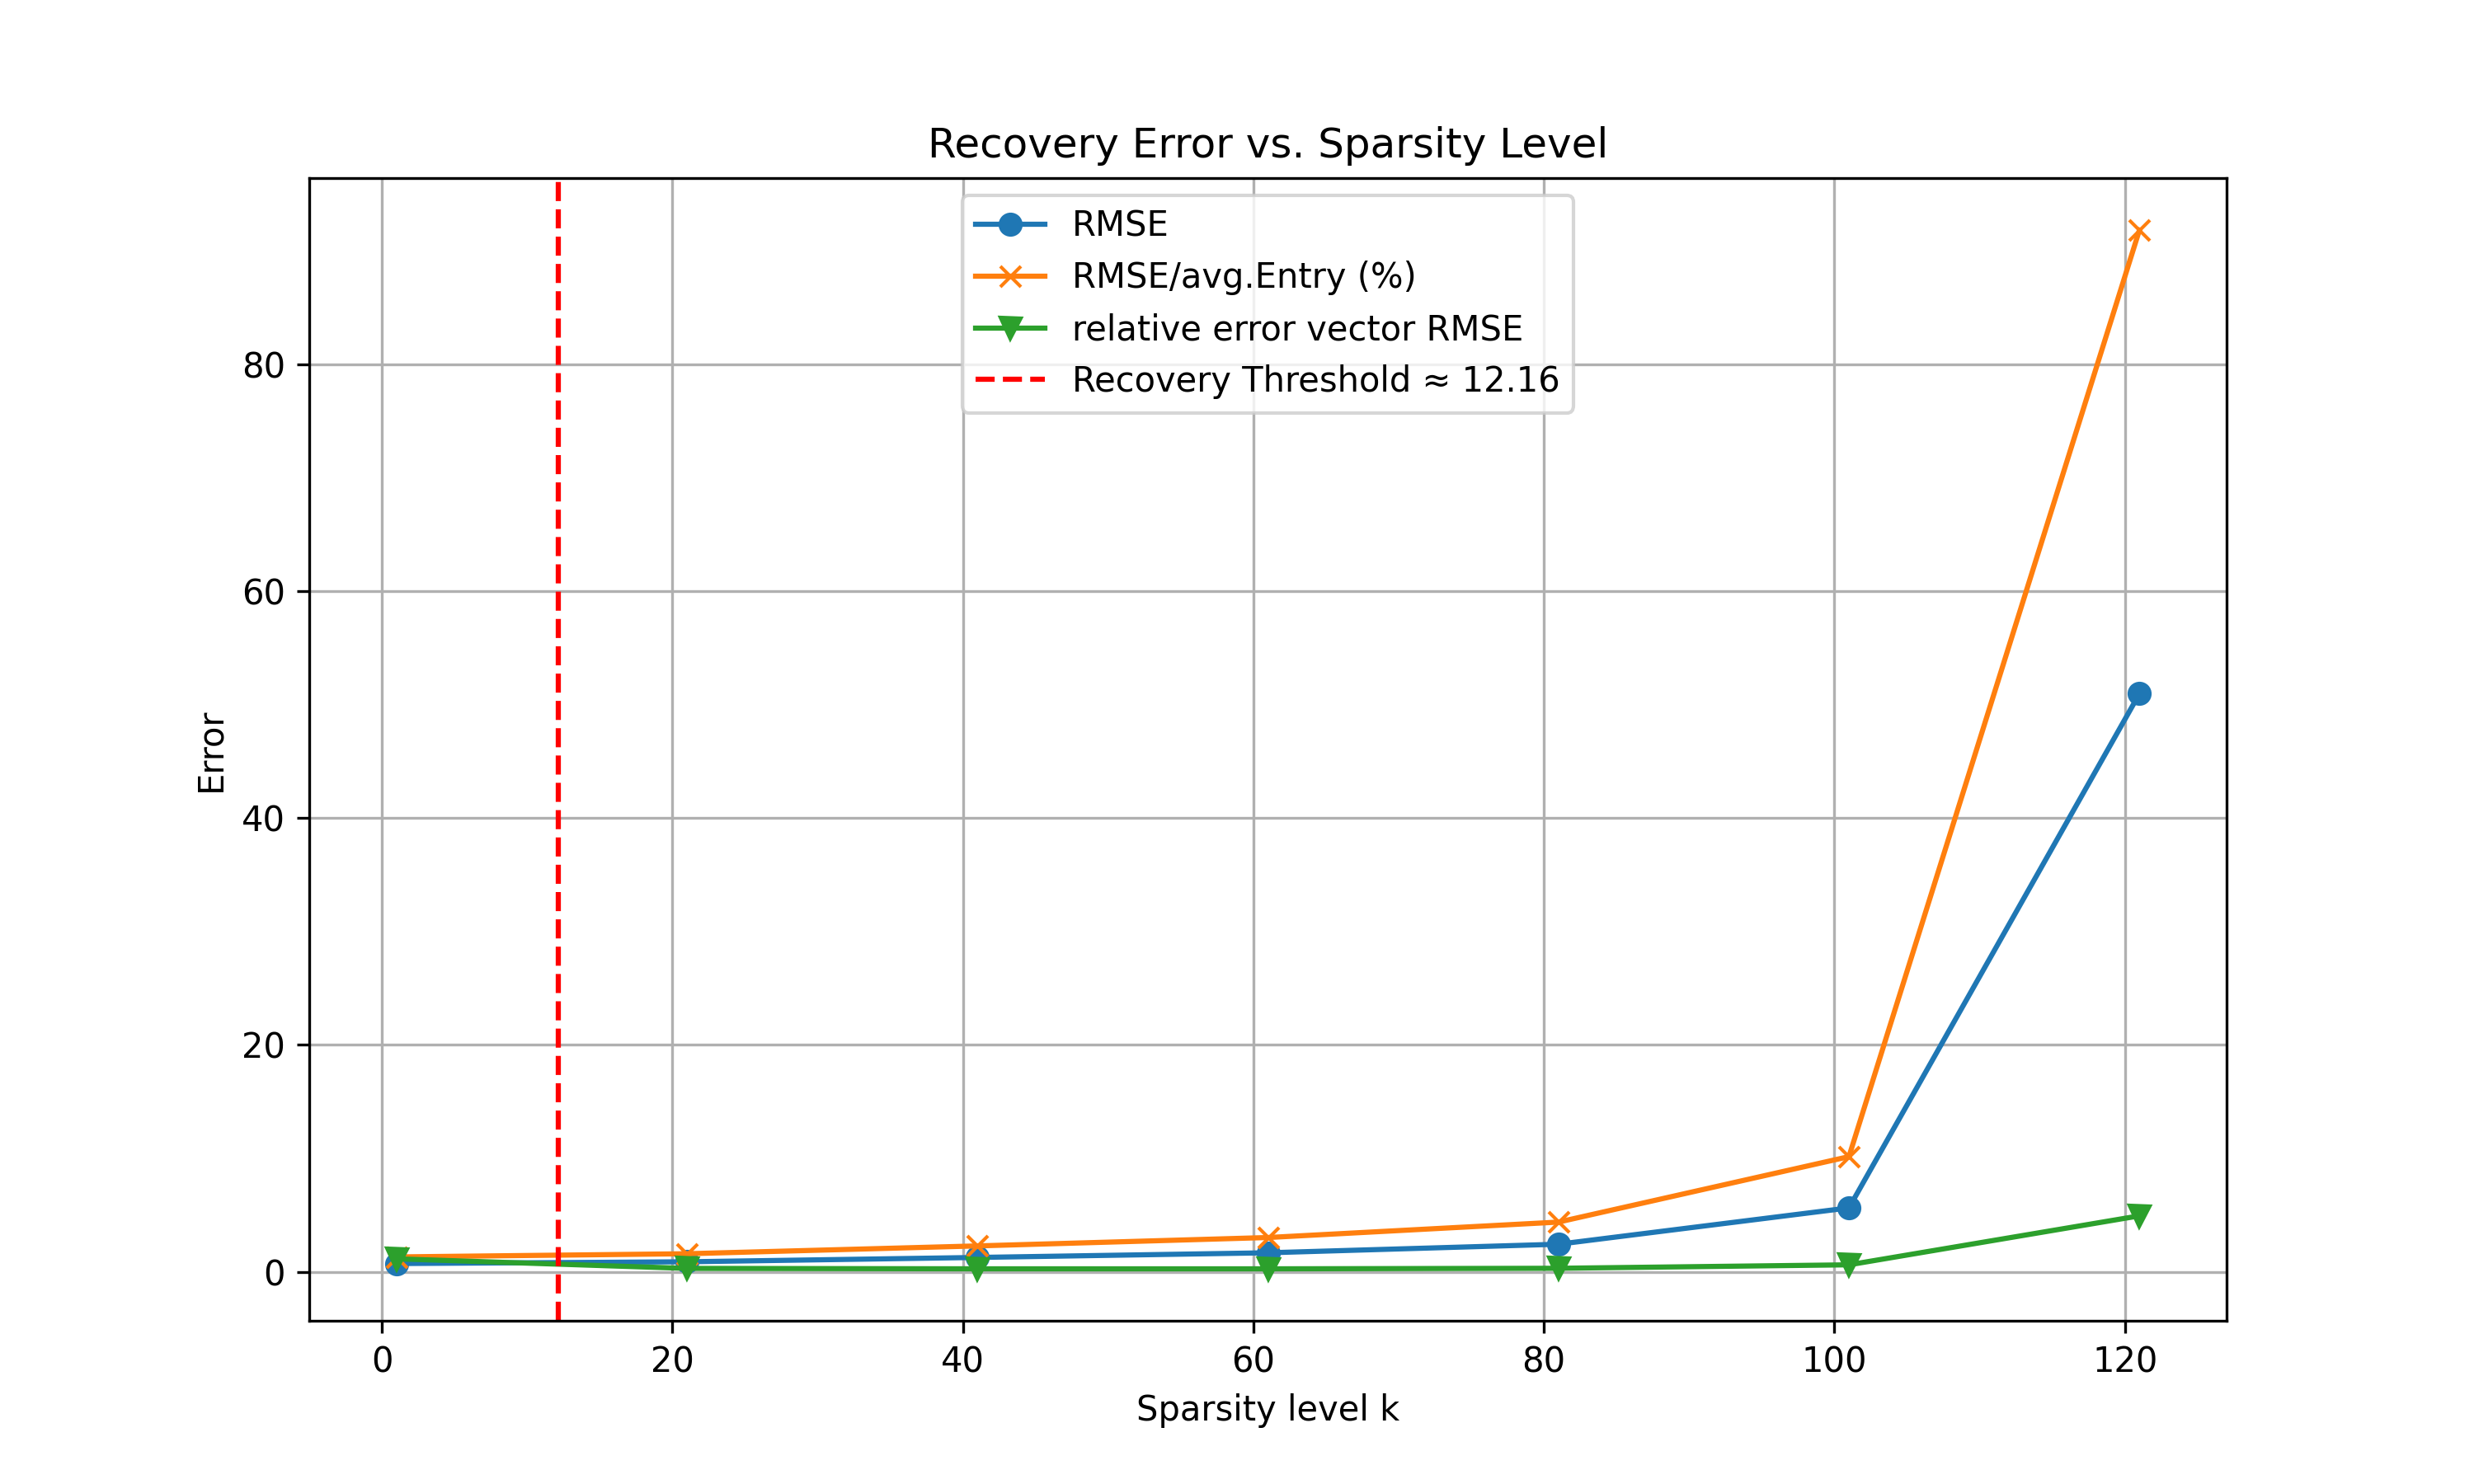 Recovery Error vs. Sparsity Level
RMSE
RMSE/avg.Entry (%)
relative error vector RMSE
Recovery Threshold ≈ 12.16
Error
80
60
40
20
0
0 20 40 60 80 100 120
Sparsity level k